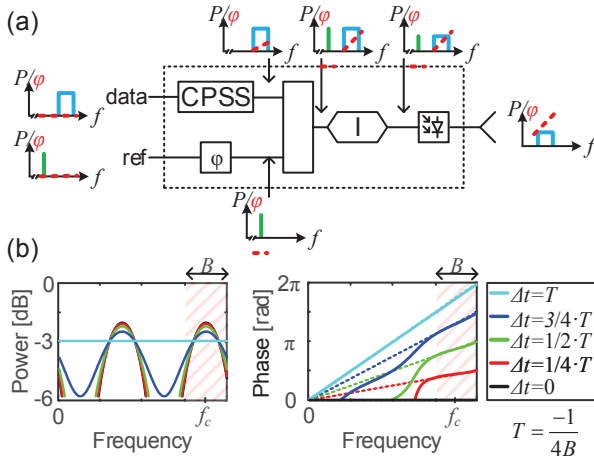 (a)
P/φ
f
P/φ
f
P/φ
f
P/φ
f
data
CPSS
I
P/φ
f
P/φ
f
ref
φ
P/φ
f
(b)
B
B
0
-3
-6
Power [dB]
0
f_c
Frequency
2π
π
0
Phase [rad]
0
f_c
Frequency
Δt=T
Δt=3/4·T
Δt=1/2·T
Δt=1/4·T
Δt=0
T = -1/4B